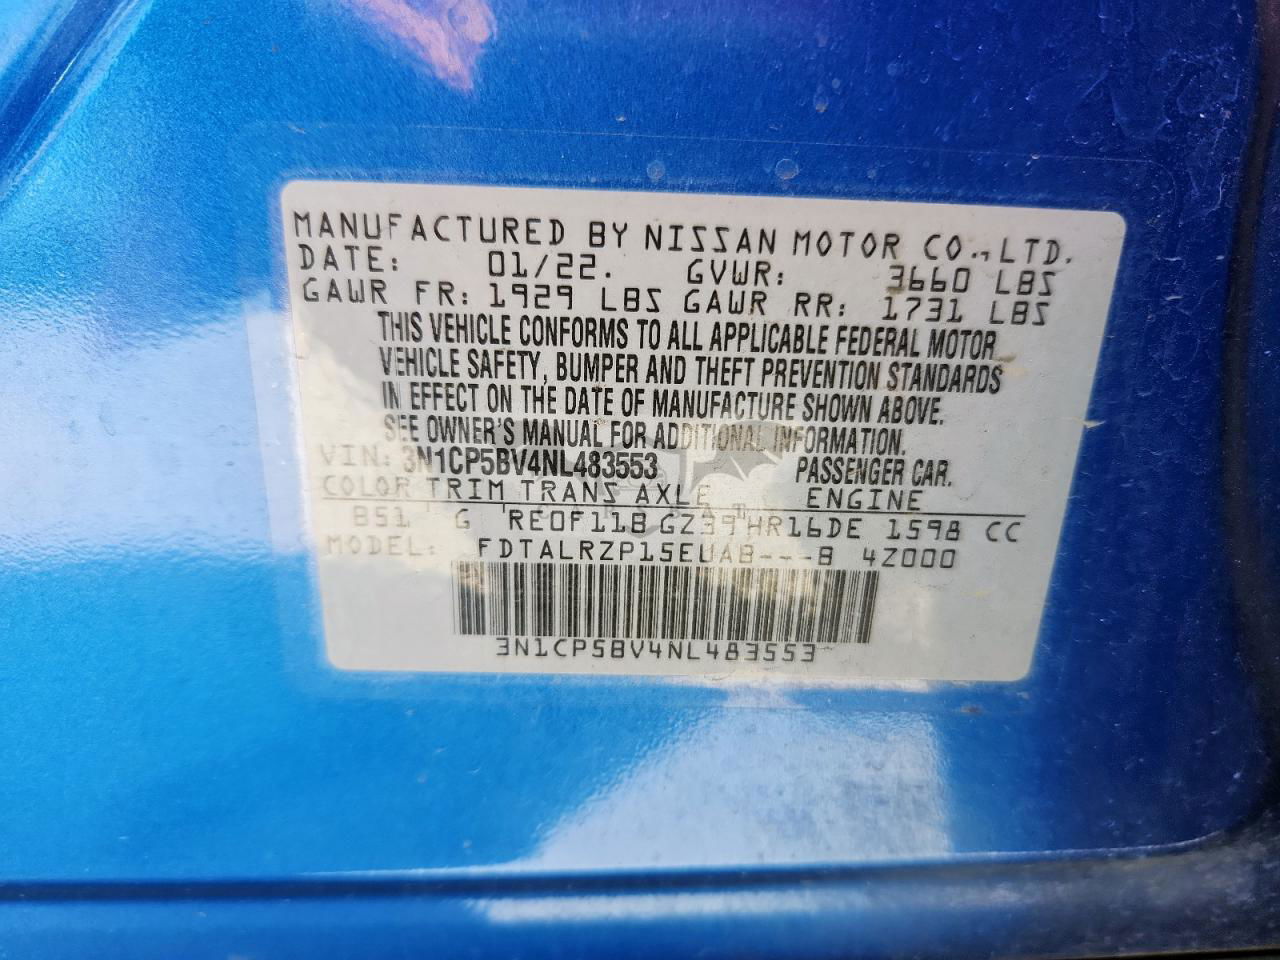 MANUFACTURED BY NISSAN MOTOR CO., LTD.
DATE: 01/22. GVWR: 3660 LBS
GAWR FR: 1929 LBS GAWR RR: 1731 LBS
THIS VEHICLE CONFORMS TO ALL APPLICABLE FEDERAL MOTOR
VEHICLE SAFETY, BUMPER AND THEFT PREVENTION STANDARDS
IN EFFECT ON THE DATE OF MANUFACTURE SHOWN ABOVE.
SEE OWNER'S MANUAL FOR ADDITIONAL INFORMATION.
VIN: 3N1CP5BV4NL483553 PASSENGER CAR.
COLOR TRIM TRANS AXLE ENGINE
B51 G RE0F11B GZ39 HR16DE 1598 CC
MODEL: FDTALRZP15EUAB---B 4Z000
3N1CP5BV4NL483553